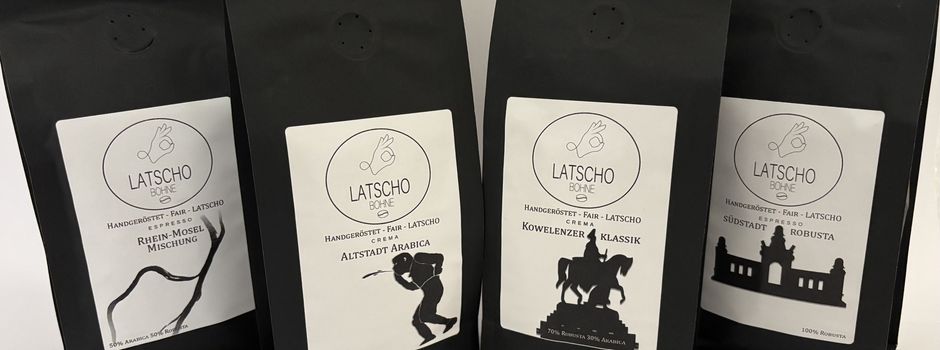 LATSCHO
BOHNE
HANDGERÖSTET - FAIR - LATSCHO
ESPRESSO
RHEIN-MOSEL
MISCHUNG
50% ARABICA 50% ROBUSTA
LATSCHO
BOHNE
HANDGERÖSTET - FAIR - LATSCHO
CREMA
ALTSTADT ARABICA
LATSCHO
BOHNE
HANDGERÖSTET - FAIR - LATSCHO
CREMA
KOWELENZER KLASSIK
70% ROBUSTA 30% ARABICA
LATSCHO
BOHNE
HANDGERÖSTET - FAIR - LATSCHO
ESPRESSO
SÜDSTADT ROBUSTA
100% ROBUSTA